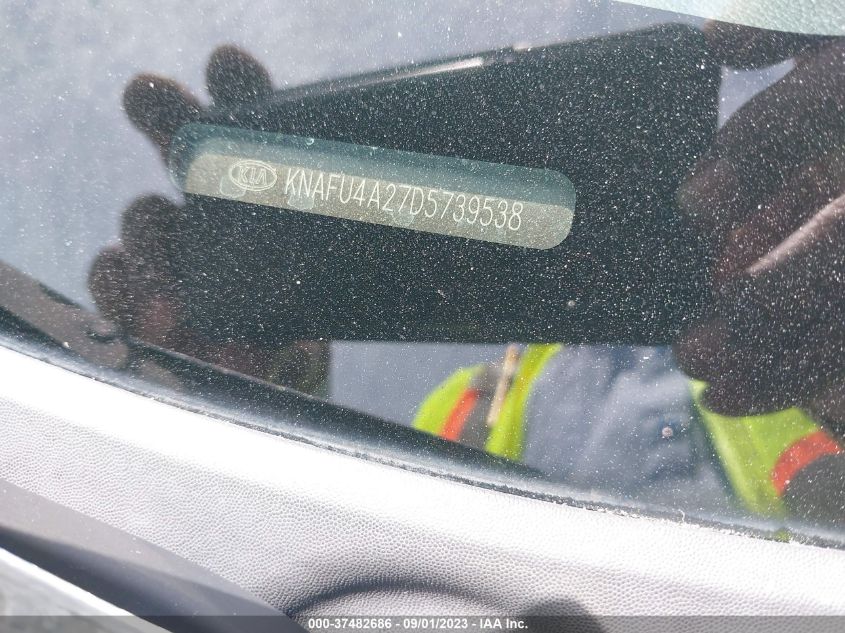 KIA KNAFU4A27D5739538
000-37482686 - 09/01/2023 - IAA Inc.